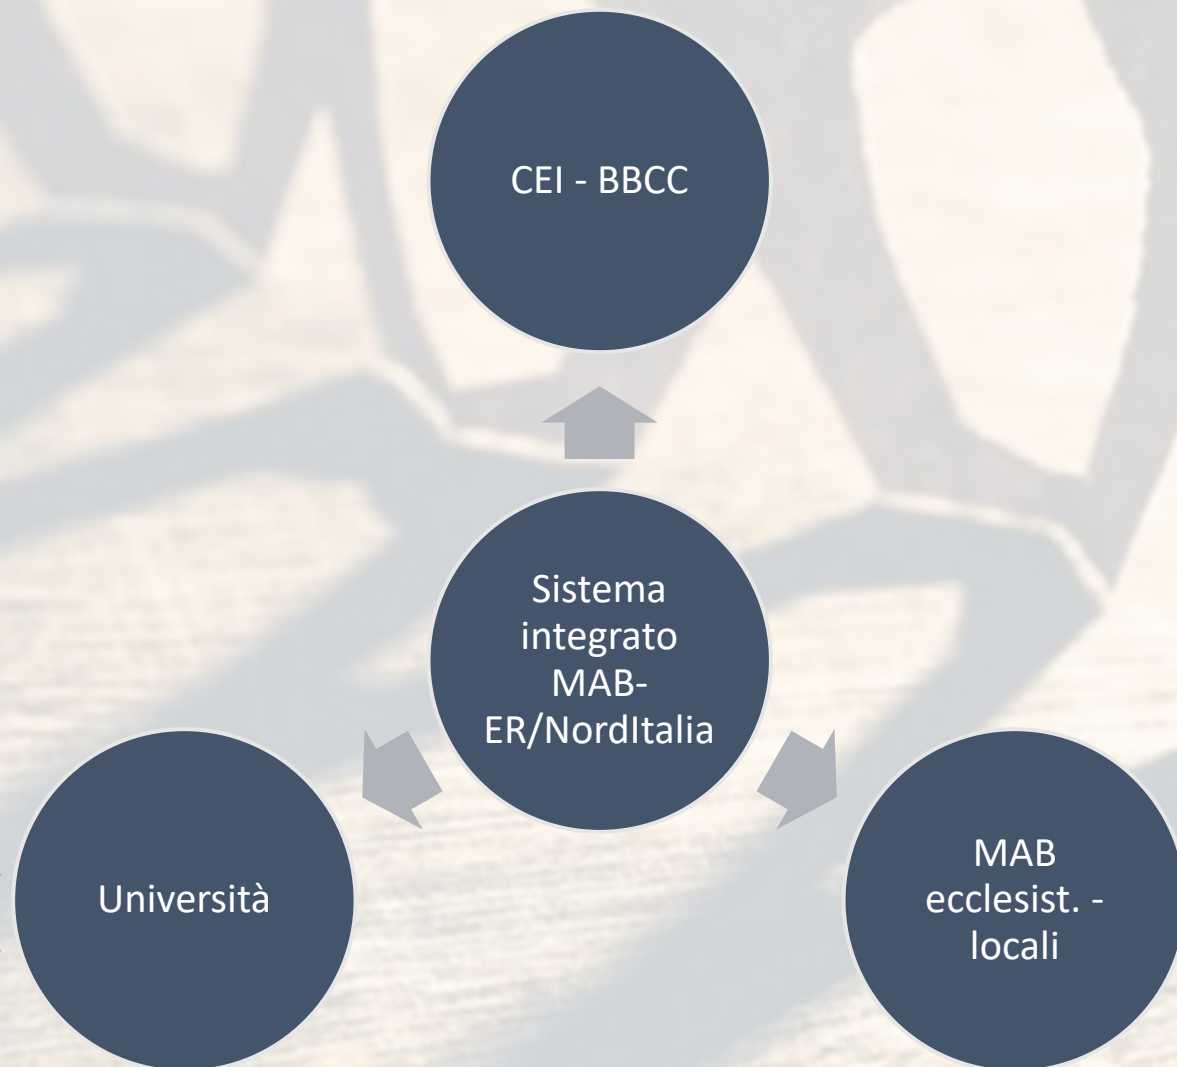 CEI - BBCC
Sistema
integrato
MAB-
ER/NordItalia
Università
MAB
ecclesist. -
locali